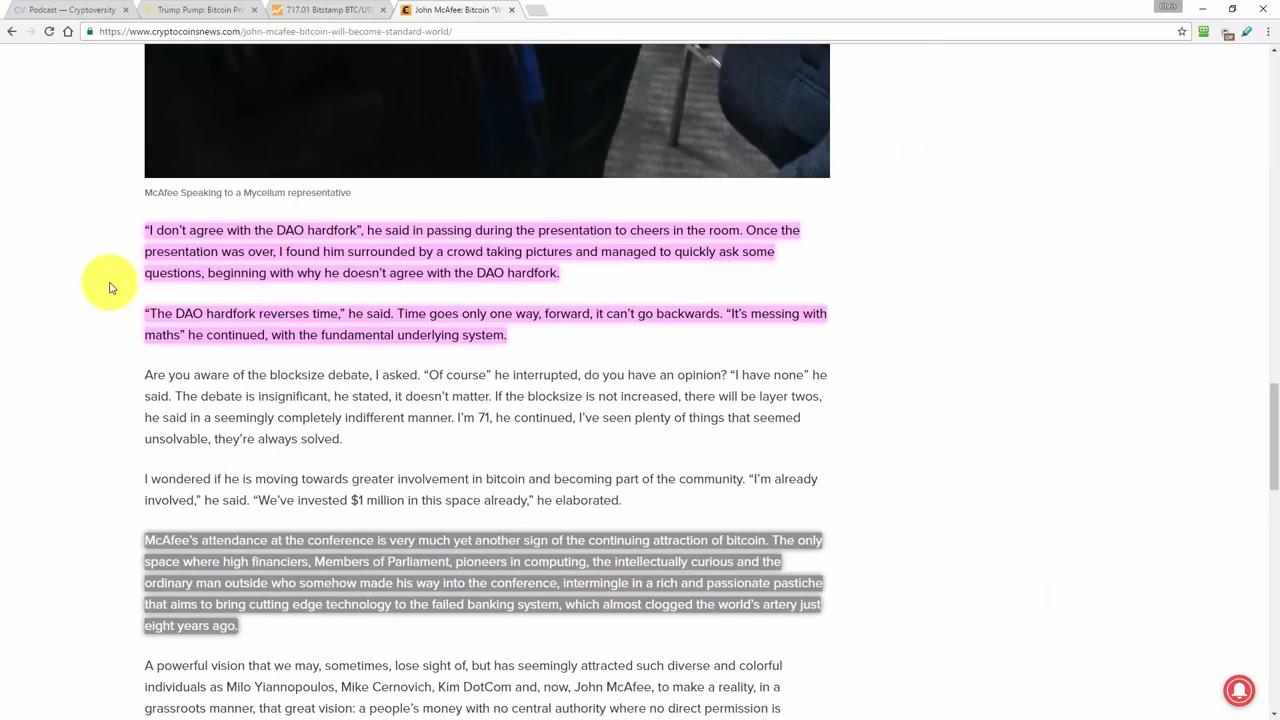 CV Podcast — Cryptoversity
Trump Pump: Bitcoin Pri
717.01 Bitstamp BTC/USI
John McAfee: Bitcoin "W
Chris
https://www.cryptocoinsnews.com/john-mcafee-bitcoin-will-become-standard-world/
Off
McAfee Speaking to a Mycelium representative
“I don’t agree with the DAO hardfork”, he said in passing during the presentation to cheers in the room. Once the
presentation was over, I found him surrounded by a crowd taking pictures and managed to quickly ask some
questions, beginning with why he doesn’t agree with the DAO hardfork.
“The DAO hardfork reverses time,” he said. Time goes only one way, forward, it can’t go backwards. “It’s messing with
maths” he continued, with the fundamental underlying system.
Are you aware of the blocksize debate, I asked. “Of course” he interrupted, do you have an opinion? “I have none” he
said. The debate is insignificant, he stated, it doesn’t matter. If the blocksize is not increased, there will be layer twos,
he said in a seemingly completely indifferent manner. I’m 71, he continued, I’ve seen plenty of things that seemed
unsolvable, they’re always solved.
I wondered if he is moving towards greater involvement in bitcoin and becoming part of the community. “I’m already
involved,” he said. “We’ve invested $1 million in this space already,” he elaborated.
McAfee’s attendance at the conference is very much yet another sign of the continuing attraction of bitcoin. The only
space where high financiers, Members of Parliament, pioneers in computing, the intellectually curious and the
ordinary man outside who somehow made his way into the conference, intermingle in a rich and passionate pastiche
that aims to bring cutting edge technology to the failed banking system, which almost clogged the world’s artery just
eight years ago.
A powerful vision that we may, sometimes, lose sight of, but has seemingly attracted such diverse and colorful
individuals as Milo Yiannopoulos, Mike Cernovich, Kim DotCom and, now, John McAfee, to make a reality, in a
grassroots manner, that great vision: a people’s money with no central authority where no direct permission is